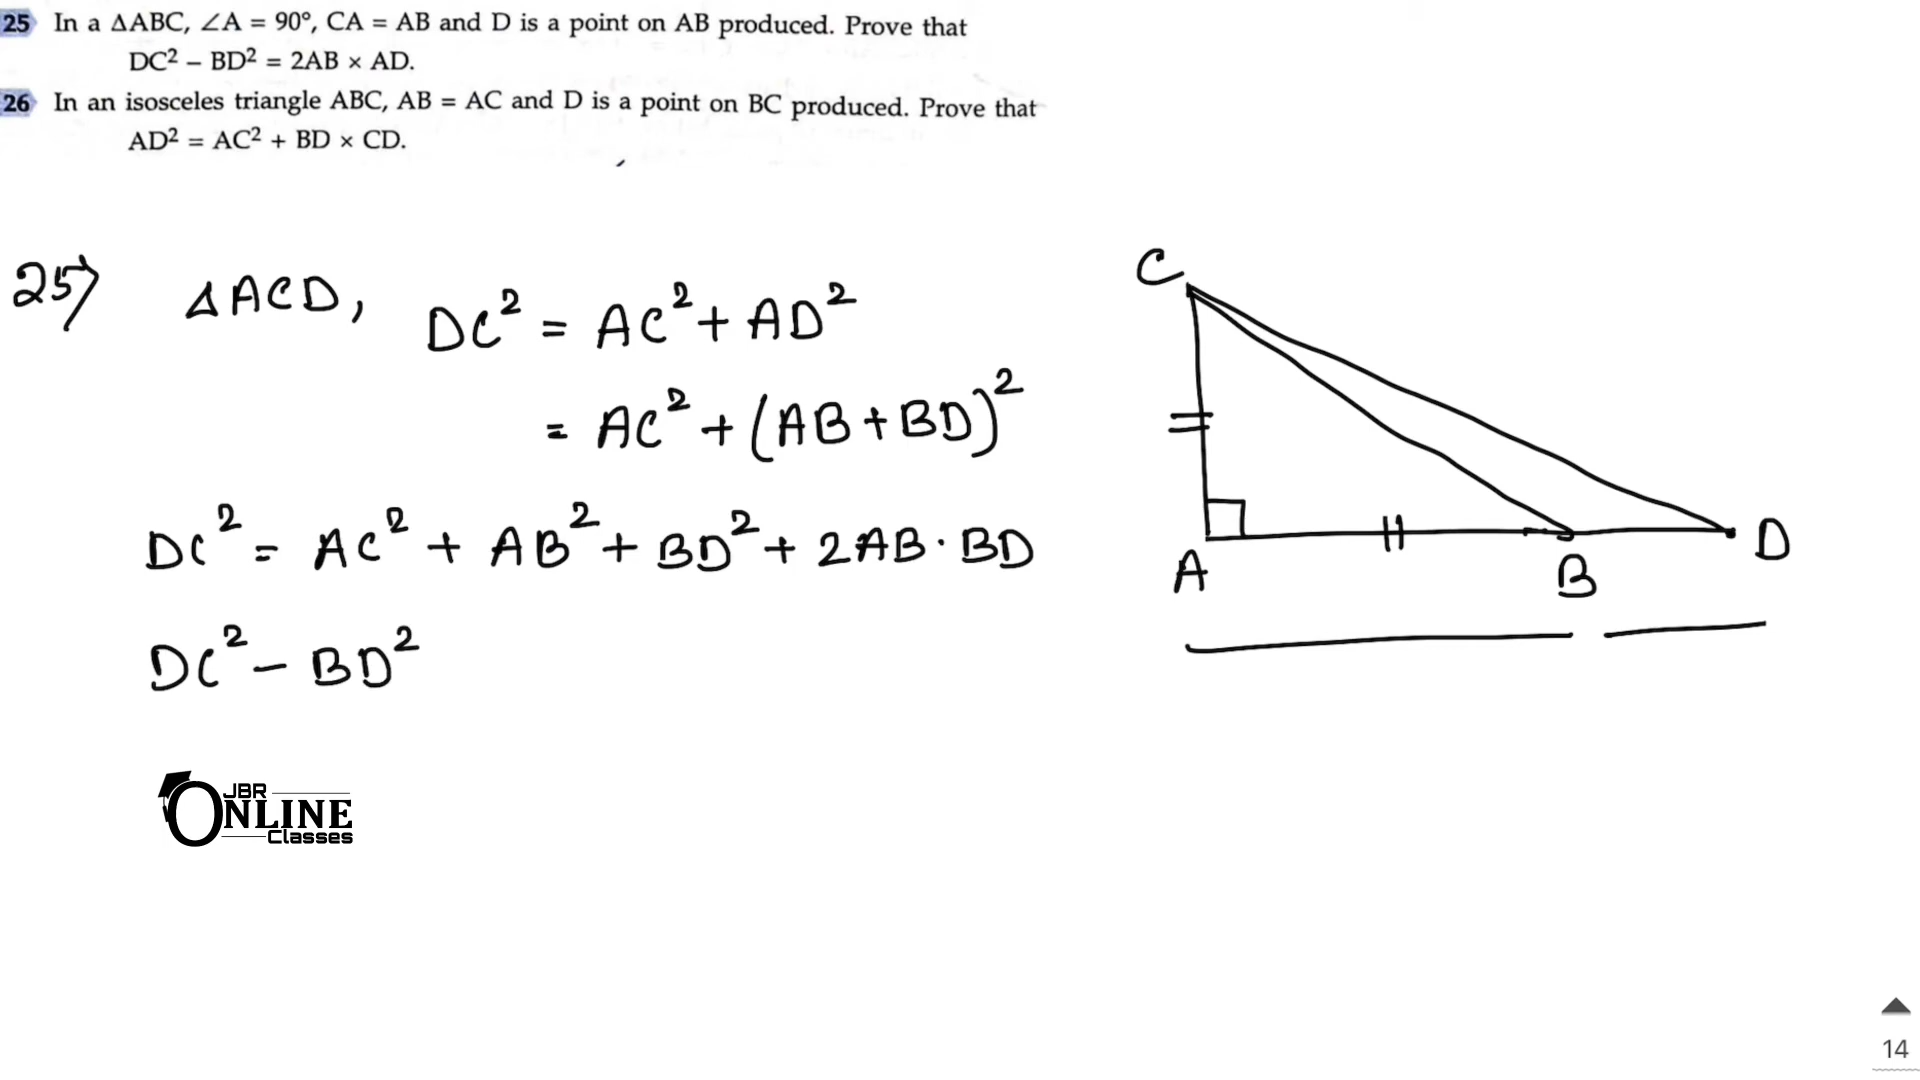 25 In a ΔABC, ∠A = 90°, CA = AB and D is a point on AB produced. Prove that
DC² – BD² = 2AB × AD.
26 In an isosceles triangle ABC, AB = AC and D is a point on BC produced. Prove that
AD² = AC² + BD × CD.
25) ΔACD, DC² = AC² + AD²
= AC² + (AB + BD)²
DC² = AC² + AB² + BD² + 2AB · BD
DC² – BD²
C
A
B
D
JBR
ONLINE
Classes
14